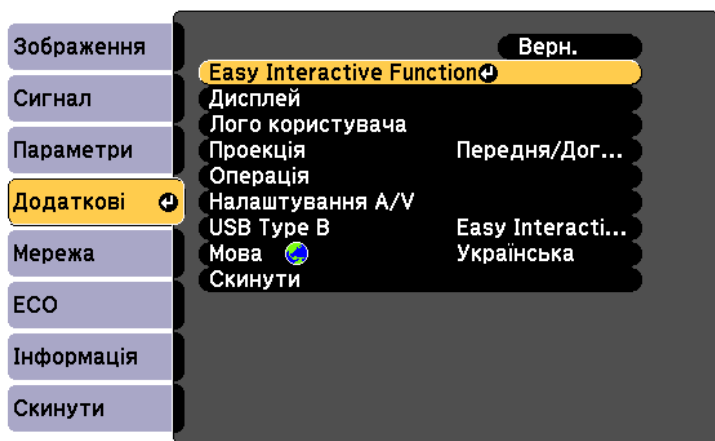 Зображення
Сигнал
Параметри
Додаткові
Мережа
ECO
Інформація
Скинути
Верн.
Easy Interactive Function
Дисплей
Лого користувача
Проекція Передня/Дог...
Операція
Налаштування A/V
USB Type B Easy Interacti...
Мова Українська
Скинути